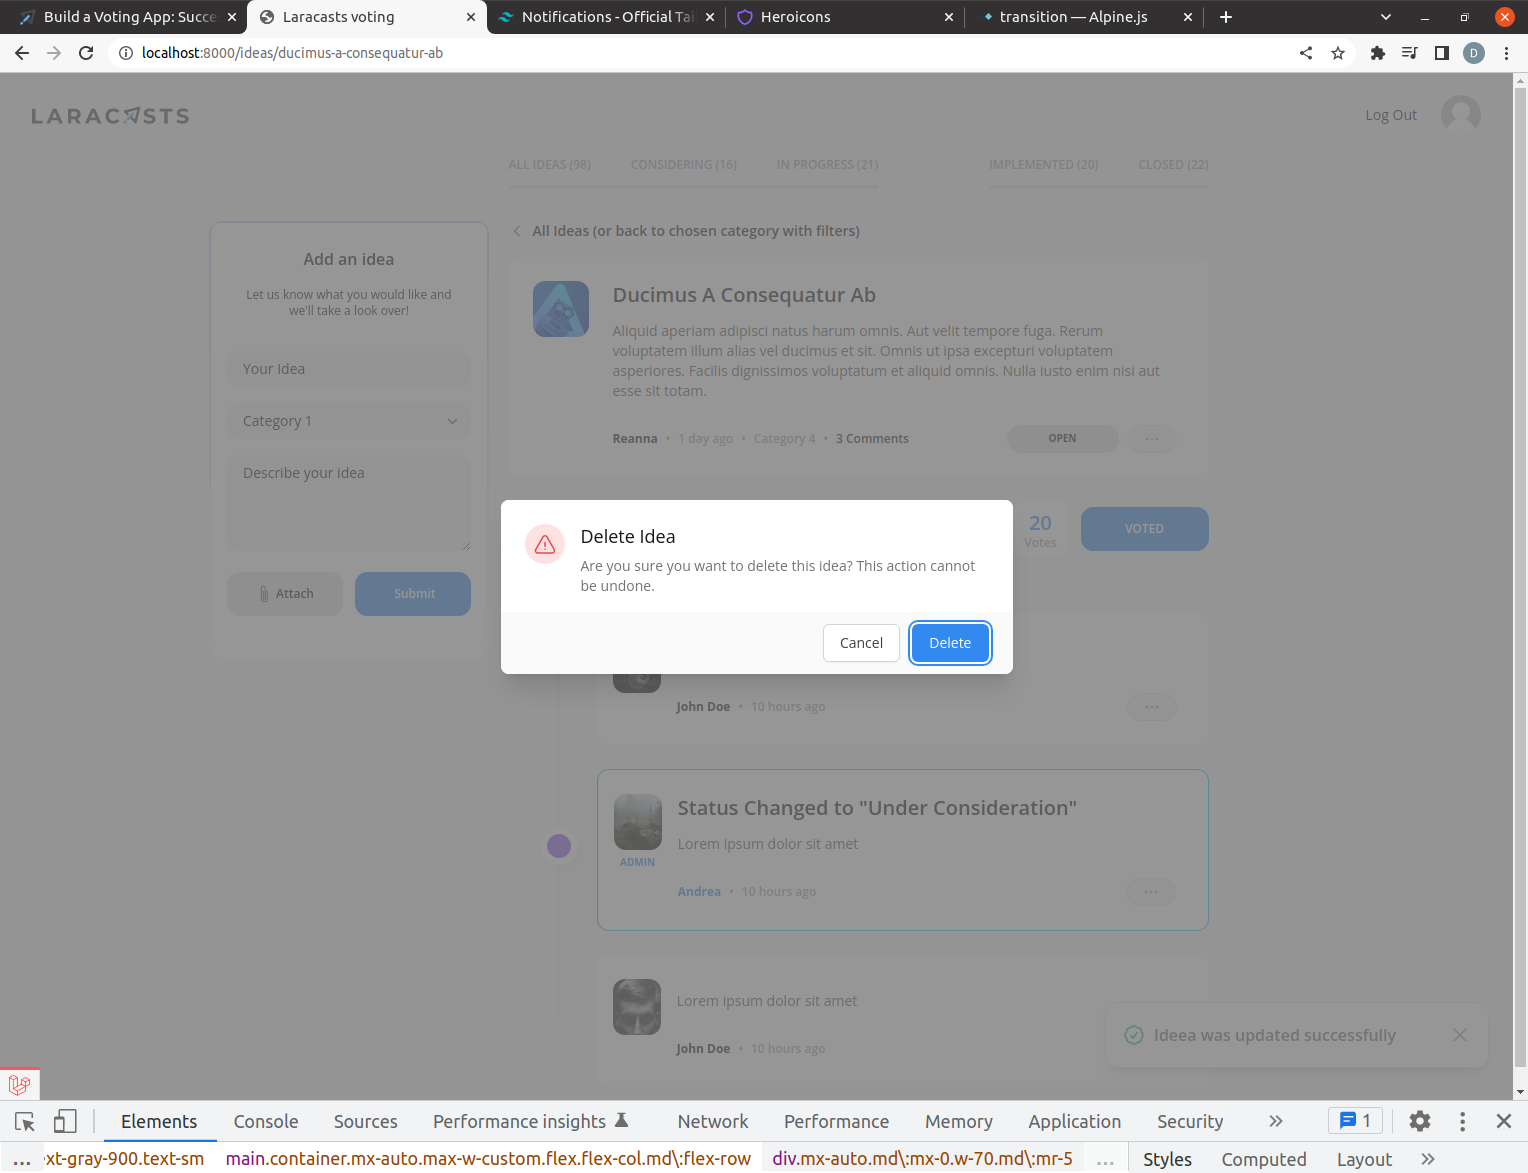 Build a Voting App: Succe
Laracasts voting
Notifications - Official Tai
Heroicons
transition — Alpine.js
localhost:8000/ideas/ducimus-a-consequatur-ab
D
LARACASTS
Log Out
ALL IDEAS (98)
CONSIDERING (16)
IN PROGRESS (21)
IMPLEMENTED (20)
CLOSED (22)
All Ideas (or back to chosen category with filters)
Add an idea
Let us know what you would like and
we'll take a look over!
Your Idea
Category 1
Describe your idea
Attach
Submit
Ducimus A Consequatur Ab
Aliquid aperiam adipisci natus harum omnis. Aut velit tempore fuga. Rerum
voluptatem illum alias vel ducimus et sit. Omnis ut ipsa excepturi voluptatem
asperiores. Facilis dignissimos voluptatum et aliquid omnis. Nulla iusto enim nisi aut
esse sit totam.
Reanna • 1 day ago • Category 4 • 3 Comments
OPEN
20
Votes
VOTED
Delete Idea
Are you sure you want to delete this idea? This action cannot
be undone.
Cancel
Delete
John Doe • 10 hours ago
Status Changed to "Under Consideration"
Lorem ipsum dolor sit amet
ADMIN
Andrea • 10 hours ago
Lorem ipsum dolor sit amet
John Doe • 10 hours ago
Ideea was updated successfully
Elements
Console
Sources
Performance insights
Network
Performance
Memory
Application
Security
1
... xt-gray-900.text-sm
main.container.mx-auto.max-w-custom.flex.flex-col.md\:flex-row
div.mx-auto.md\:mx-0.w-70.md\:mr-5
...
Styles
Computed
Layout